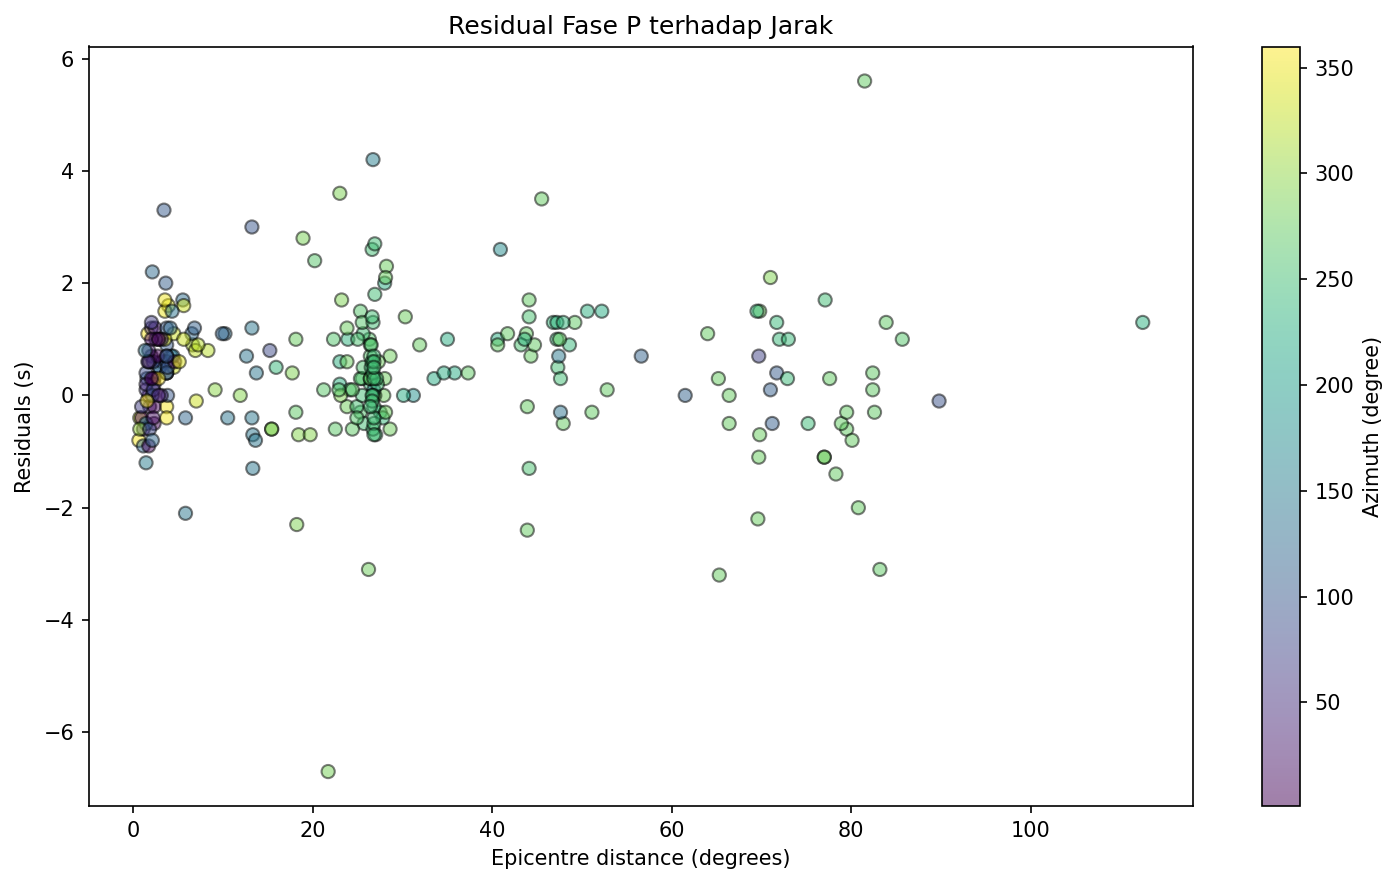 Residual Fase P terhadap Jarak
6
4
2
0
−2
−4
−6
Residuals (s)
0 20 40 60 80 100
Epicentre distance (degrees)
350
300
250
200
150
100
50
Azimuth (degree)